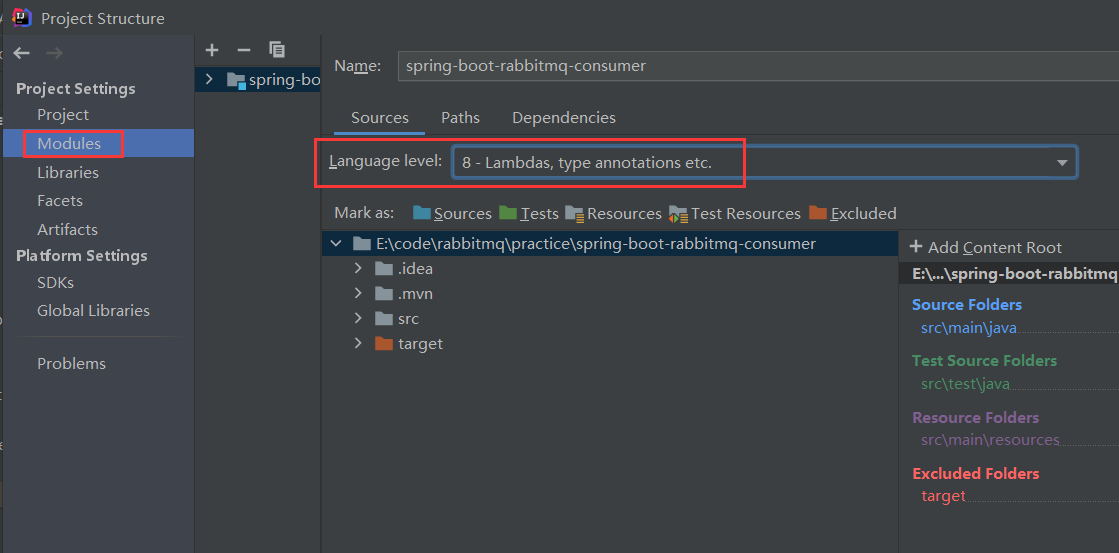 Project Structure
Project Settings
Project
Modules
Libraries
Facets
Artifacts
Platform Settings
SDKs
Global Libraries
Problems
spring-bo
Name: spring-boot-rabbitmq-consumer
Sources Paths Dependencies
Language level: 8 - Lambdas, type annotations etc.
Mark as: Sources Tests Resources Test Resources Excluded
E:\code\rabbitmq\practice\spring-boot-rabbitmq-consumer
.idea
.mvn
src
target
+ Add Content Root
E:\...\spring-boot-rabbitmq
Source Folders
src\main\java
Test Source Folders
src\test\java
Resource Folders
src\main\resources
Excluded Folders
target